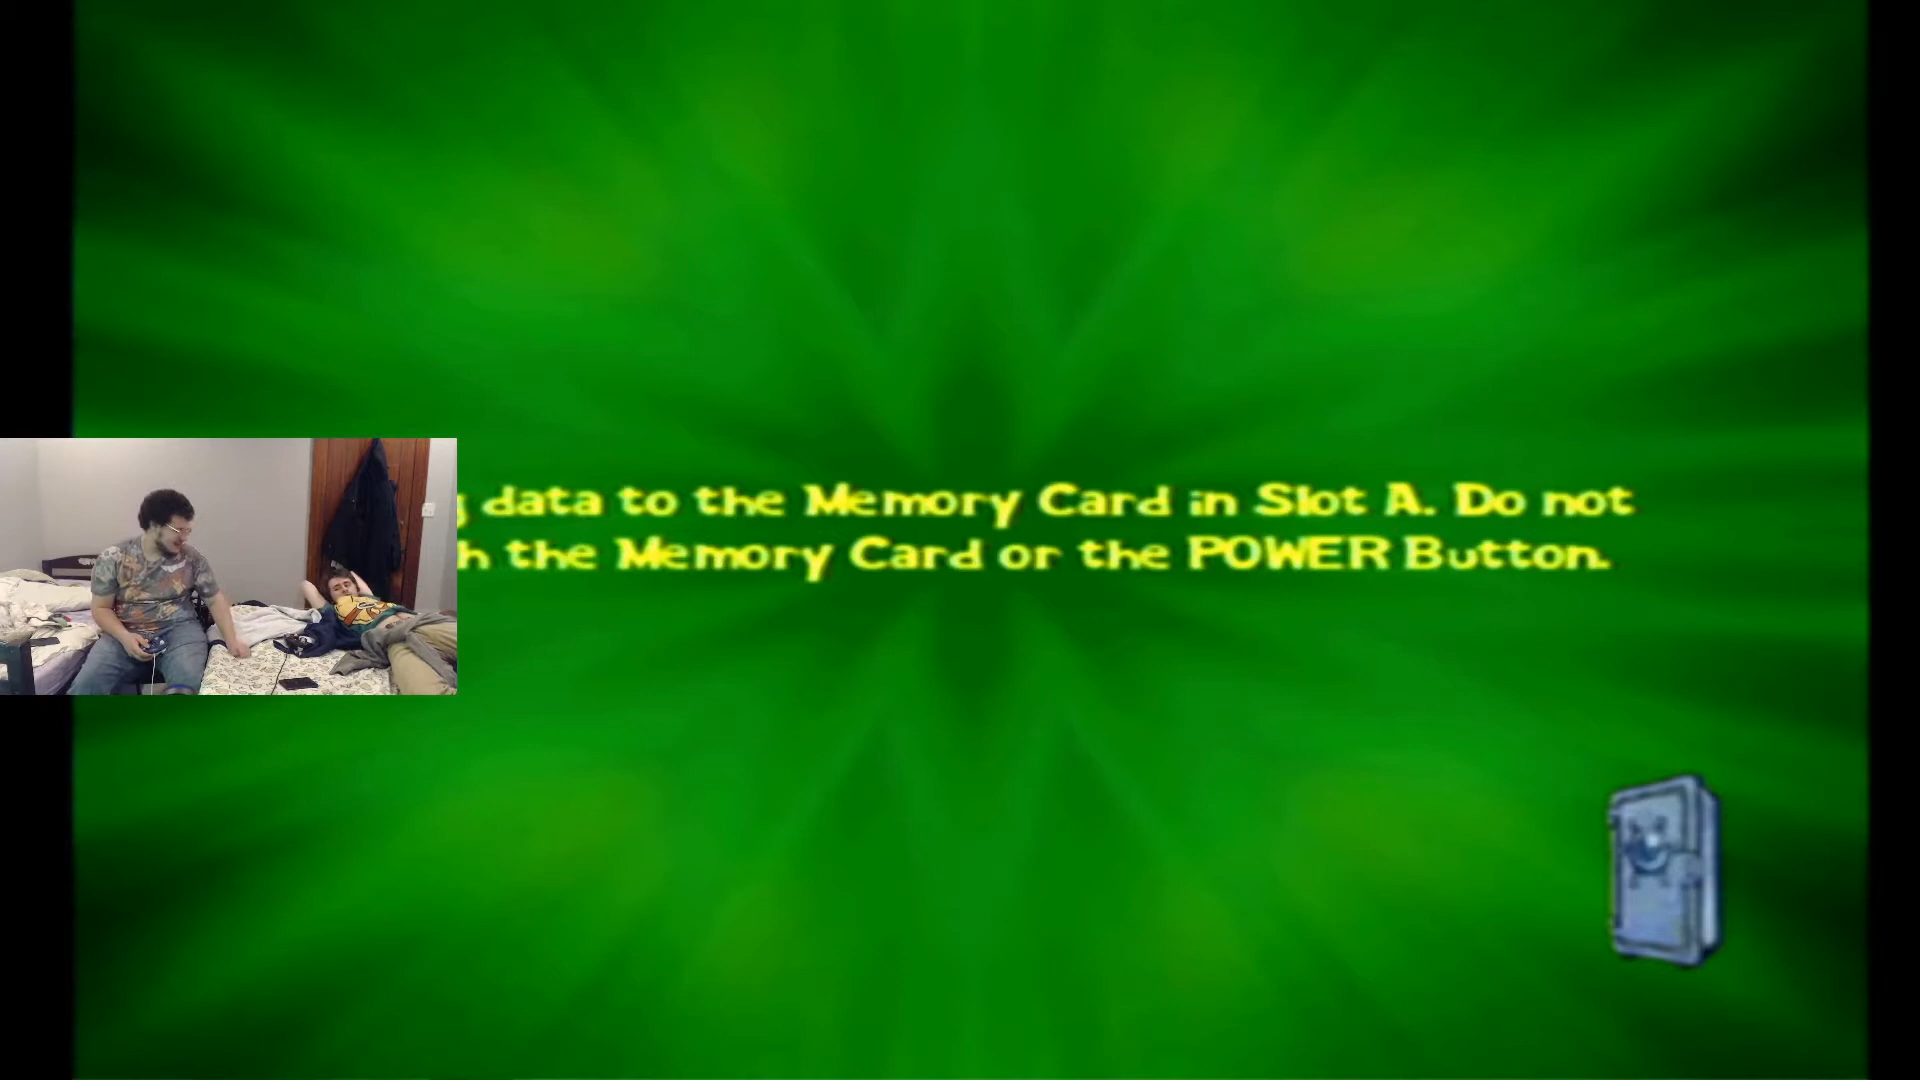 data to the Memory Card in Slot A. Do not
the Memory Card or the POWER Button.